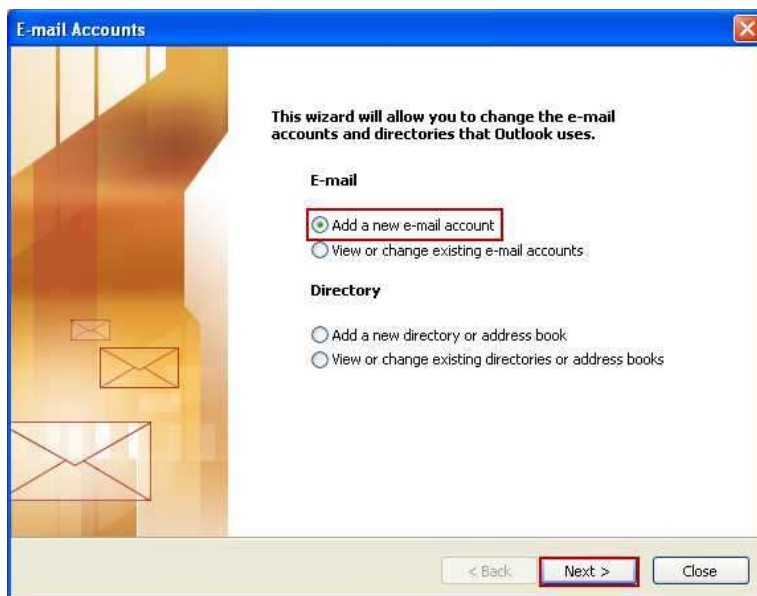 E-mail Accounts
This wizard will allow you to change the e-mail
accounts and directories that Outlook uses.
E-mail
Add a new e-mail account
View or change existing e-mail accounts
Directory
Add a new directory or address book
View or change existing directories or address books
< Back Next > Close